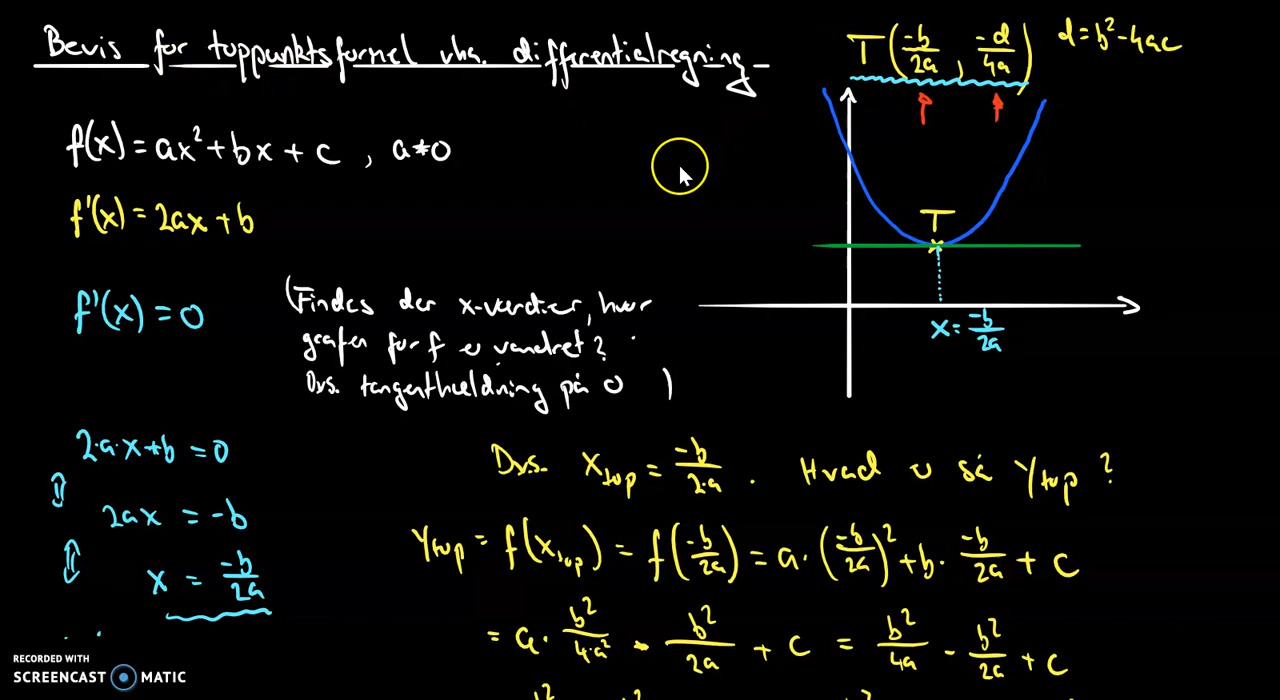 Bevis for toppunktsformel vha. differentialregning
T(-b/2a, -d/4a) d=b²-4ac
f(x)=ax²+bx+c, a≠0
f'(x)=2ax+b
T
f'(x)=0
(Findes der x-værdier, hvor
grafen for f er vandret?
Dvs. tangenthældning på 0 )
x=-b/2a
2·a·x+b=0
⇕
2ax=-b
⇕
x=-b/2a
Dvs. x_top=-b/2·a. Hvad er så y_top?
y_top=f(x_top)=f(-b/2a)=a·(-b/2a)²+b·-b/2a+c
=a·b²/4·a²-b²/2a+c=b²/4a-b²/2a+c
RECORDED WITH
SCREENCAST MATIC